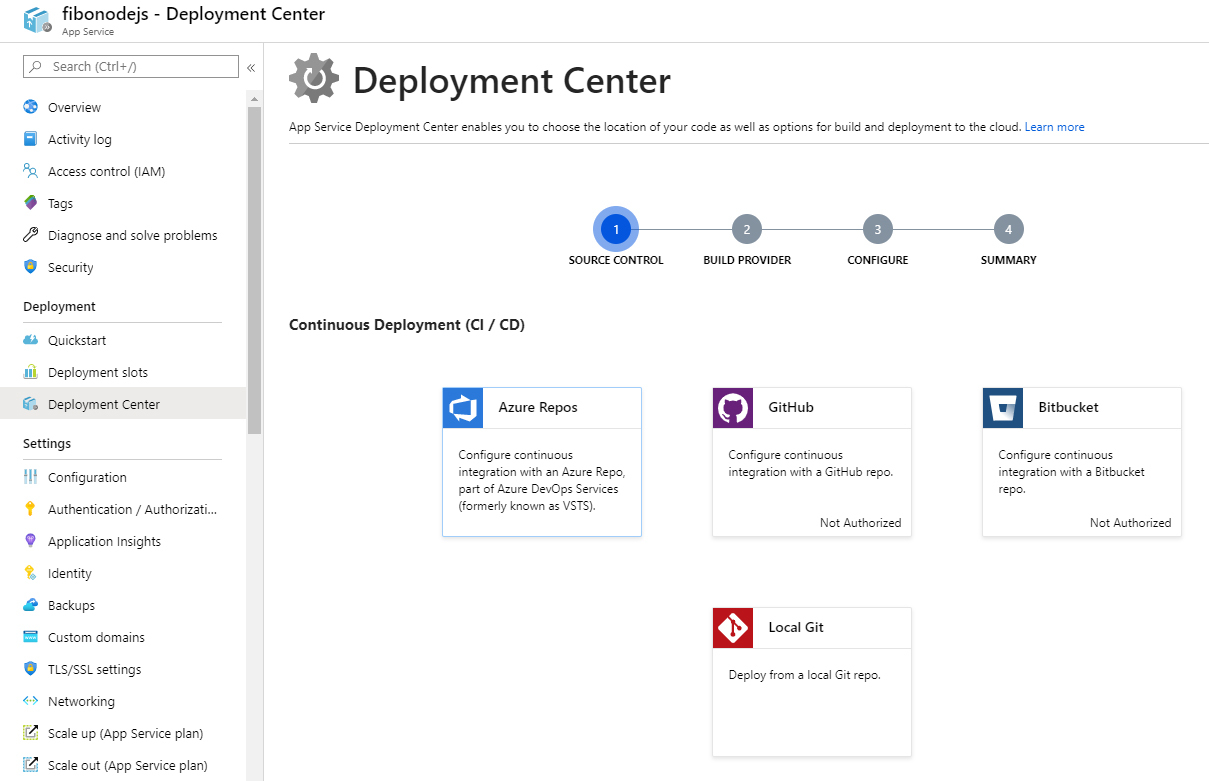 fibonodejs - Deployment Center
App Service
Search (Ctrl+/)
«
Overview
Activity log
Access control (IAM)
Tags
Diagnose and solve problems
Security
Deployment
Quickstart
Deployment slots
Deployment Center
Settings
Configuration
Authentication / Authorizati...
Application Insights
Identity
Backups
Custom domains
TLS/SSL settings
Networking
Scale up (App Service plan)
Scale out (App Service plan)
Deployment Center
App Service Deployment Center enables you to choose the location of your code as well as options for build and deployment to the cloud. Learn more
1
2
3
4
SOURCE CONTROL
BUILD PROVIDER
CONFIGURE
SUMMARY
Continuous Deployment (CI / CD)
Azure Repos
Configure continuous
integration with an Azure Repo,
part of Azure DevOps Services
(formerly known as VSTS).
GitHub
Configure continuous
integration with a GitHub repo.
Not Authorized
Bitbucket
Configure continuous
integration with a Bitbucket
repo.
Not Authorized
Local Git
Deploy from a local Git repo.